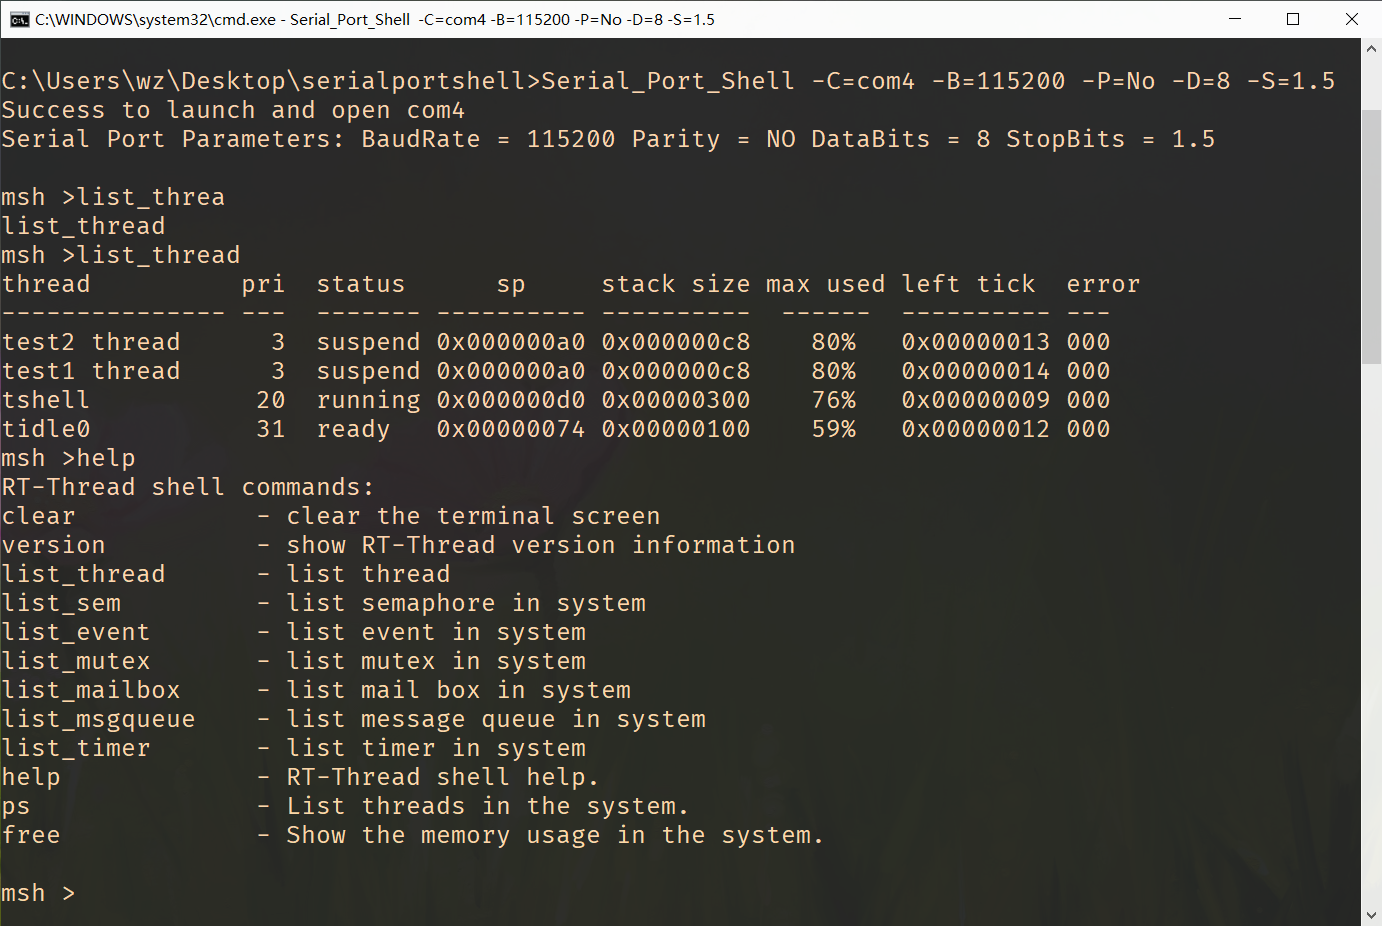 C:\WINDOWS\system32\cmd.exe - Serial_Port_Shell  -C=com4 -B=115200 -P=No -D=8 -S=1.5
C:\Users\wz\Desktop\serialportshell>Serial_Port_Shell -C=com4 -B=115200 -P=No -D=8 -S=1.5
Success to launch and open com4
Serial Port Parameters: BaudRate = 115200 Parity = NO DataBits = 8 StopBits = 1.5
msh >list_threa
list_thread
msh >list_thread
thread          pri  status      sp     stack size max used left tick  error
--------------- ---  ------- ---------- ----------  ------  ---------- ---
test2 thread      3  suspend 0x000000a0 0x000000c8    80%   0x00000013 000
test1 thread      3  suspend 0x000000a0 0x000000c8    80%   0x00000014 000
tshell           20  running 0x000000d0 0x00000300    76%   0x00000009 000
tidle0           31  ready   0x00000074 0x00000100    59%   0x00000012 000
msh >help
RT-Thread shell commands:
clear            - clear the terminal screen
version          - show RT-Thread version information
list_thread      - list thread
list_sem         - list semaphore in system
list_event       - list event in system
list_mutex       - list mutex in system
list_mailbox     - list mail box in system
list_msgqueue    - list message queue in system
list_timer       - list timer in system
help             - RT-Thread shell help.
ps               - List threads in the system.
free             - Show the memory usage in the system.
msh >